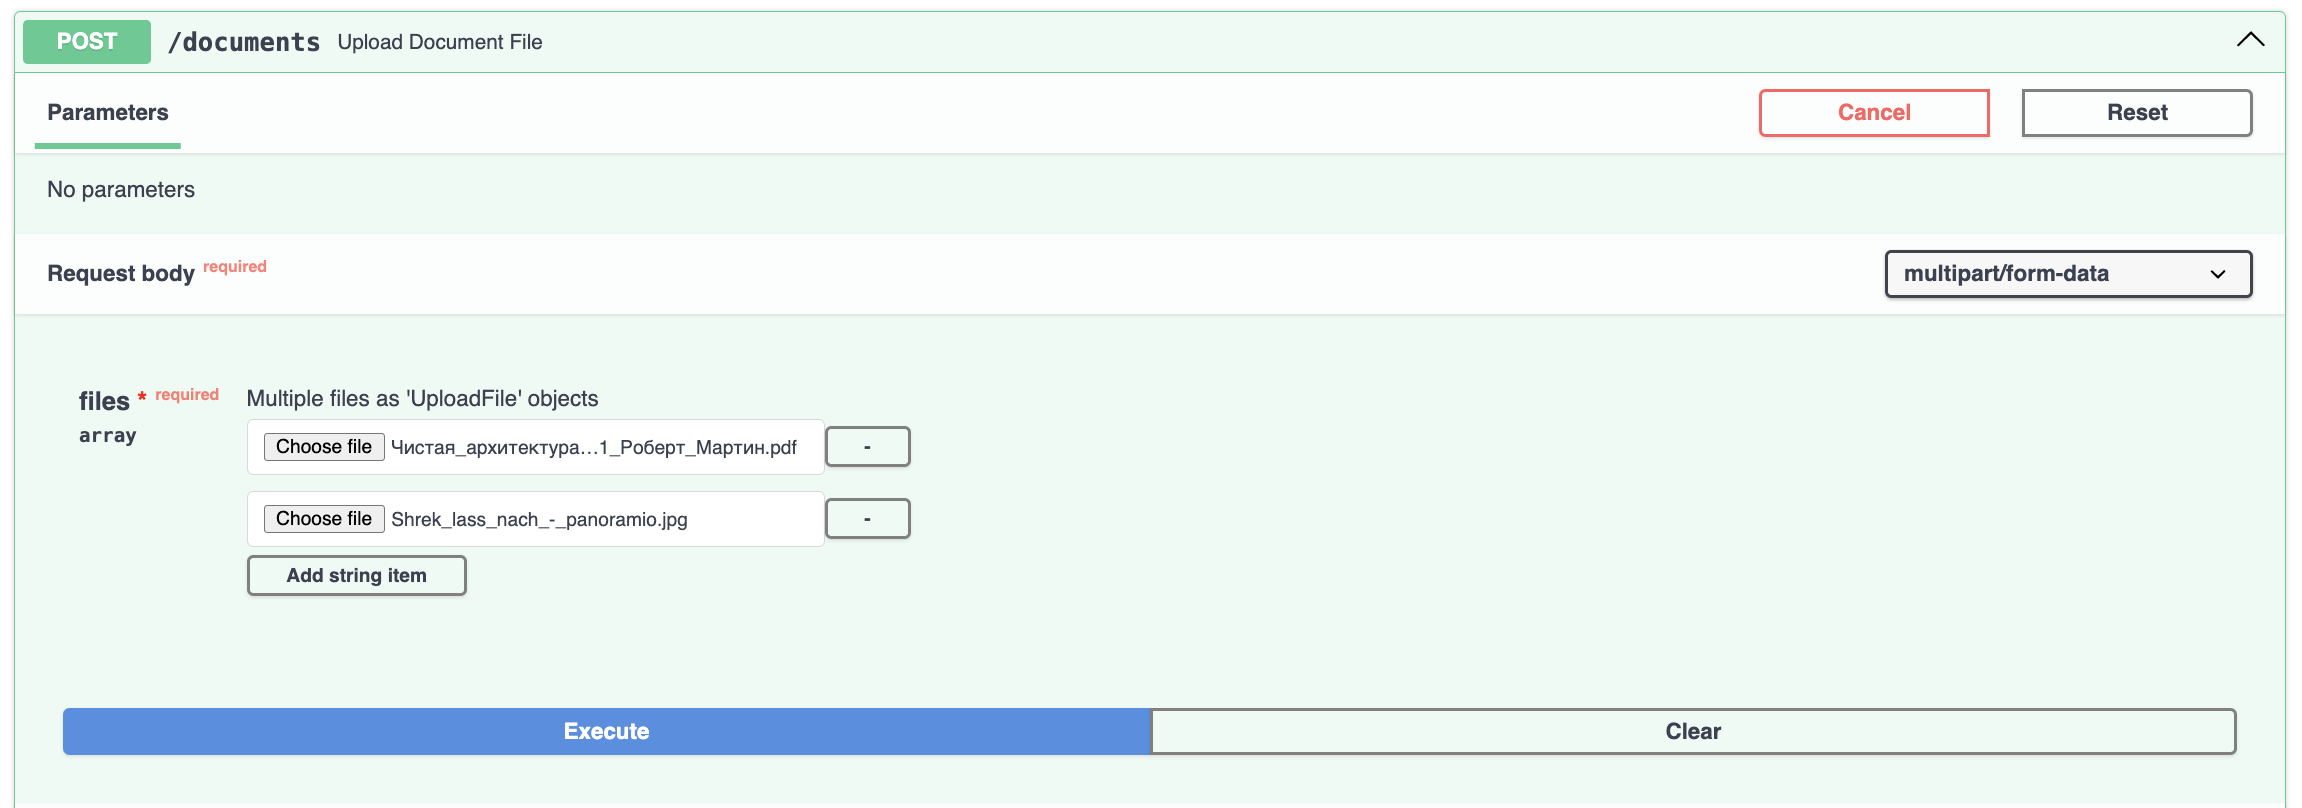 POST /documents Upload Document File
Parameters
Cancel
Reset
No parameters
Request body required
multipart/form-data
files * required
array
Multiple files as 'UploadFile' objects
Choose file Чистая_архитектура...1_Роберт_Мартин.pdf
-
Choose file Shrek_lass_nach_-_panoramio.jpg
-
Add string item
Execute
Clear